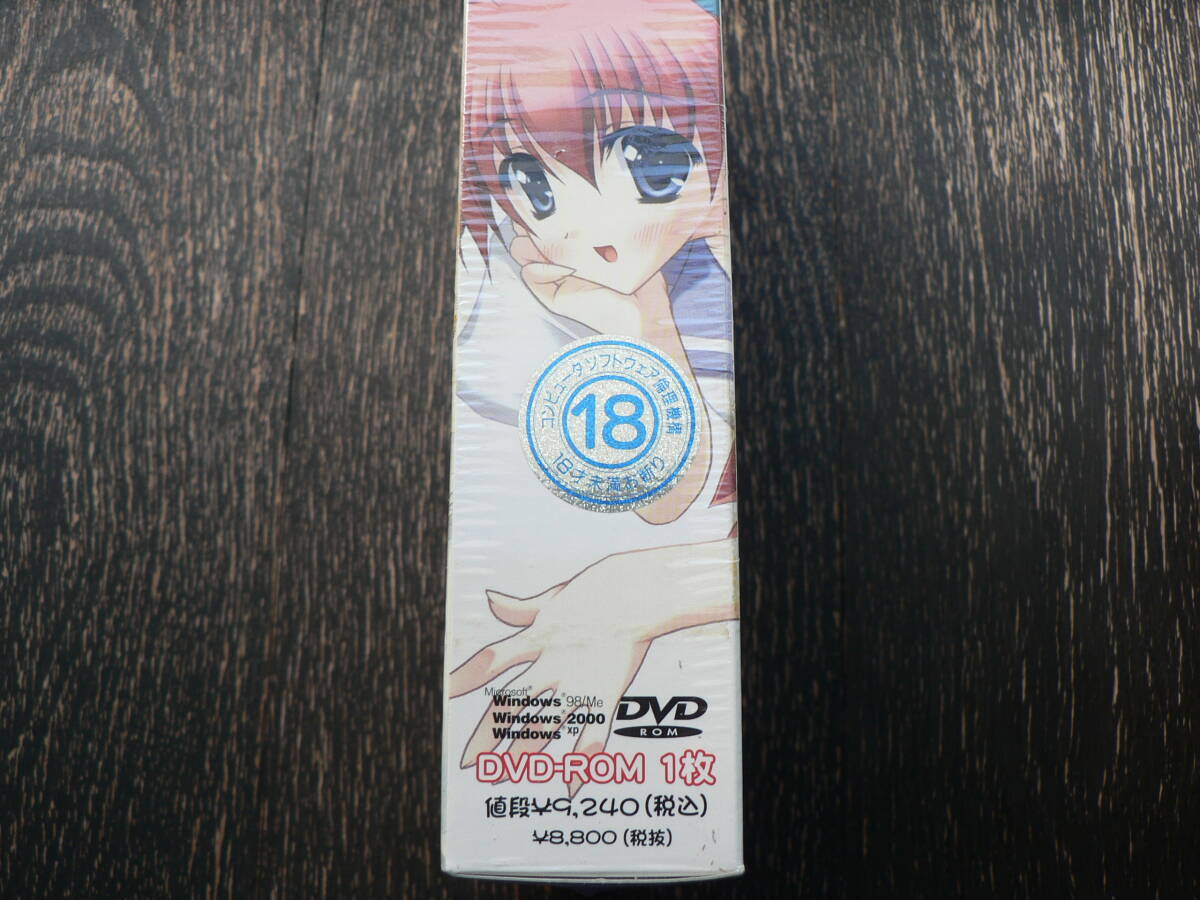 コンピュータソフトウェア倫理機構
18
18才未満お断り
Microsoft®
Windows® 98/Me
Windows® 2000
Windows® xp
DVD
ROM
DVD-ROM 1枚
値段¥9,240(税込)
¥8,800(税抜)